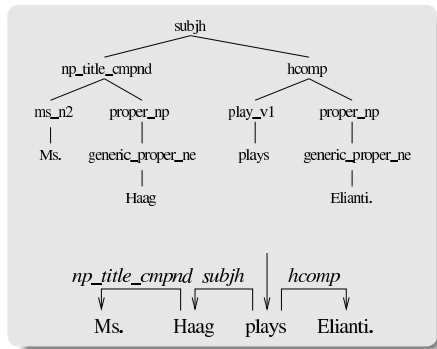 subjh
np_title_cmpnd hcomp
ms_n2 proper_np play_v1 proper_np
Ms. generic_proper_ne plays generic_proper_ne
Haag Elianti.
np_title_cmpnd subjh hcomp
Ms. Haag plays Elianti.